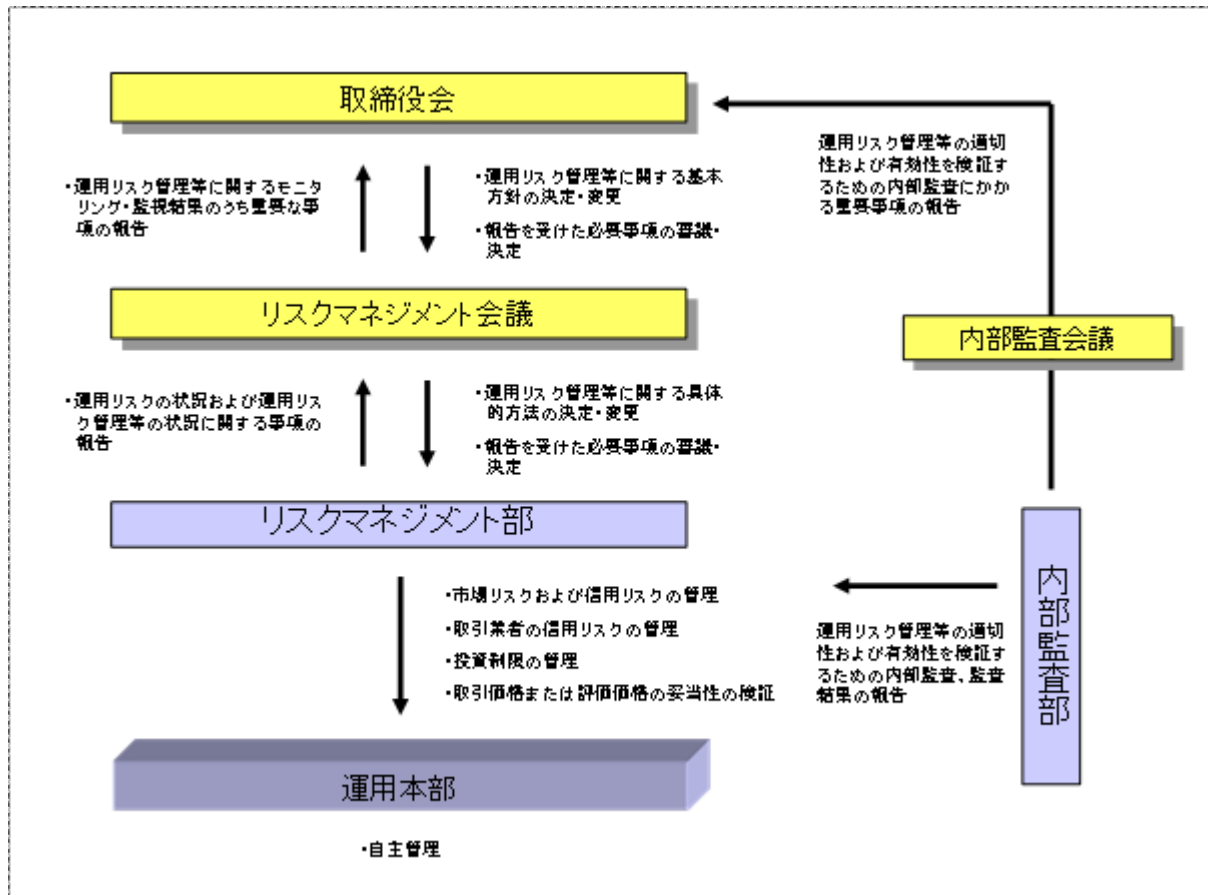 取締役会
・運用リスク管理等に関するモニ
タリング・監視結果のうち重要な事
項の報告
・運用リスク管理等に関する基本
方針の決定・変更
・報告を受けた必要事項の審議・
決定
運用リスク管理等の適切
性および有効性を検証す
るための内部監査にかか
る重要事項の報告
リスクマネジメント会議
内部監査会議
・運用リスクの状況および運用リス
ク管理等の状況に関する事項の
報告
・運用リスク管理等に関する具体
的方法の決定・変更
・報告を受けた必要事項の審議・
決定
リスクマネジメント部
・市場リスクおよび信用リスクの管理
・取引業者の信用リスクの管理
・投資制限の管理
・取引価格または評価価格の妥当性の検証
運用リスク管理等の適切
性および有効性を検証す
るための内部監査、監査
結果の報告
内部監査部
運用本部
・自主管理